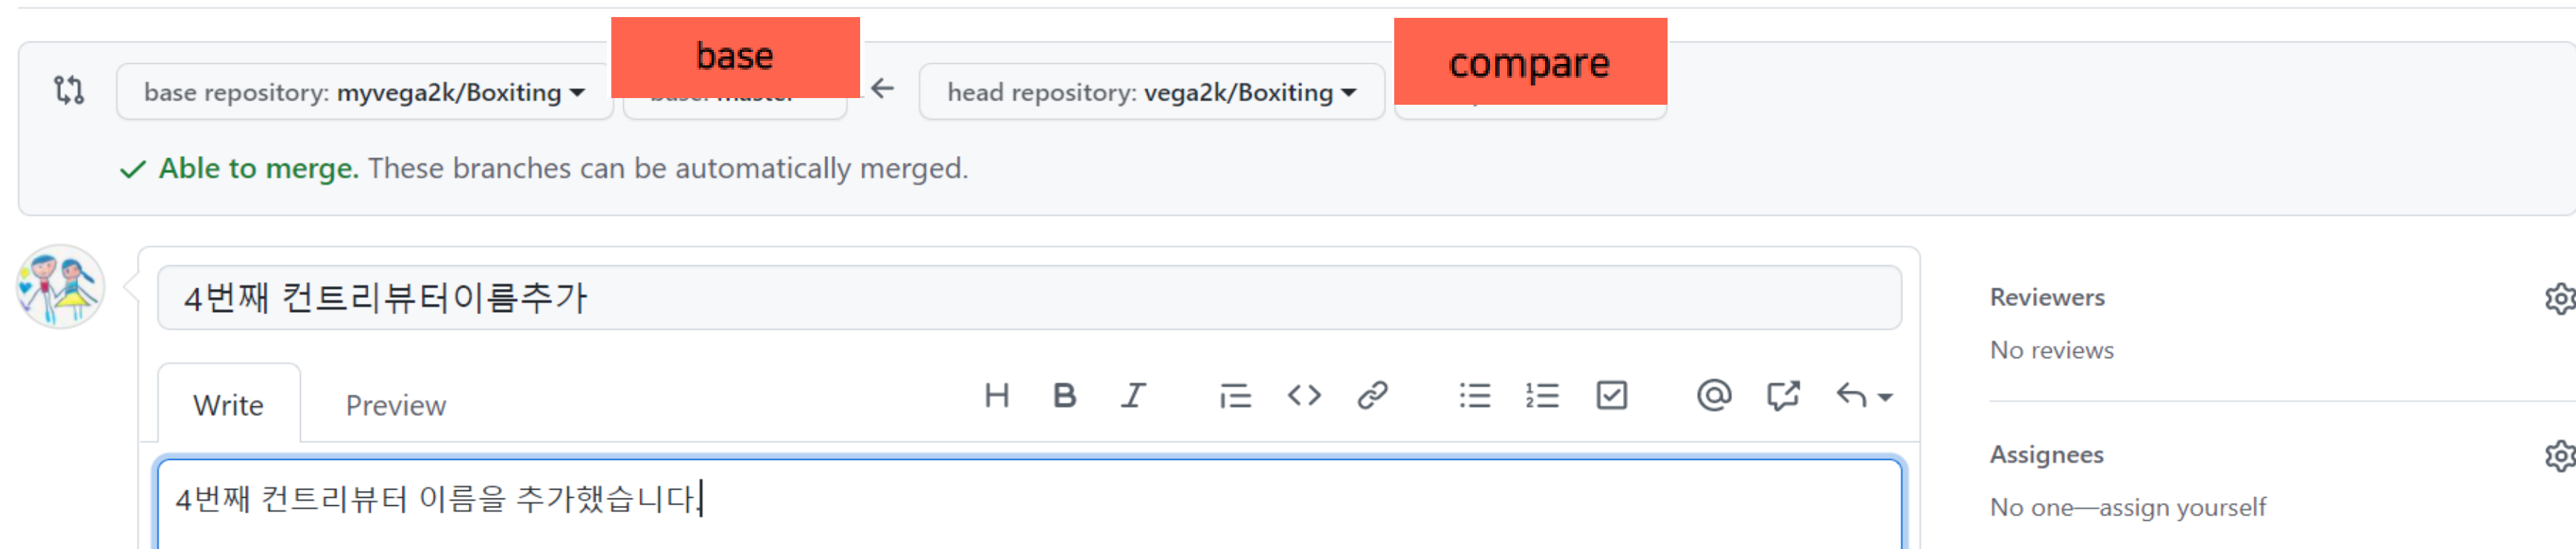 base
compare
base repository: myvega2k/Boxiting
base: master
head repository: vega2k/Boxiting
Able to merge. These branches can be automatically merged.
4번째 컨트리뷰터이름추가
Reviewers
No reviews
Write Preview
H B I
Assignees
4번째 컨트리뷰터 이름을 추가했습니다.
No one—assign yourself